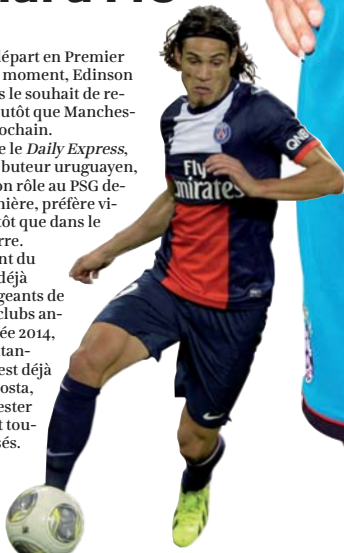 départ en Premier
moment, Edinson
s le souhait de re-
lutôt que Manches-
ochain.
e le Daily Express,
buteur uruguayen,
on rôle au PSG de-
nière, préfère vi-
tôt que dans le
rre.
nt du
déjà
geants de
clubs an-
ée 2014,
tan-
est déjà
osta,
ester
t tou-
sés.
Fly
Emirates
QNB